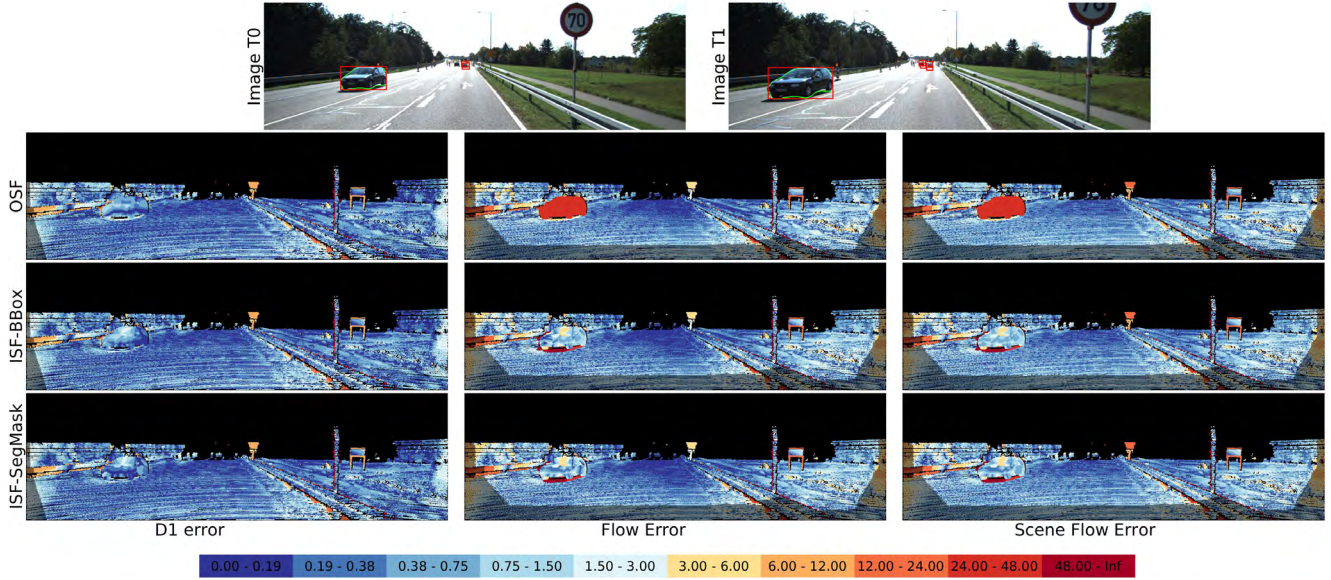 Image T0
70
Image T1
70
OSF
ISF-BBox
ISF-SegMask
D1 error
Flow Error
Scene Flow Error
0.00 - 0.19
0.19 - 0.38
0.38 - 0.75
0.75 - 1.50
1.50 - 3.00
3.00 - 6.00
6.00 - 12.00
12.00 - 24.00
24.00 - 48.00
48.00 - Inf